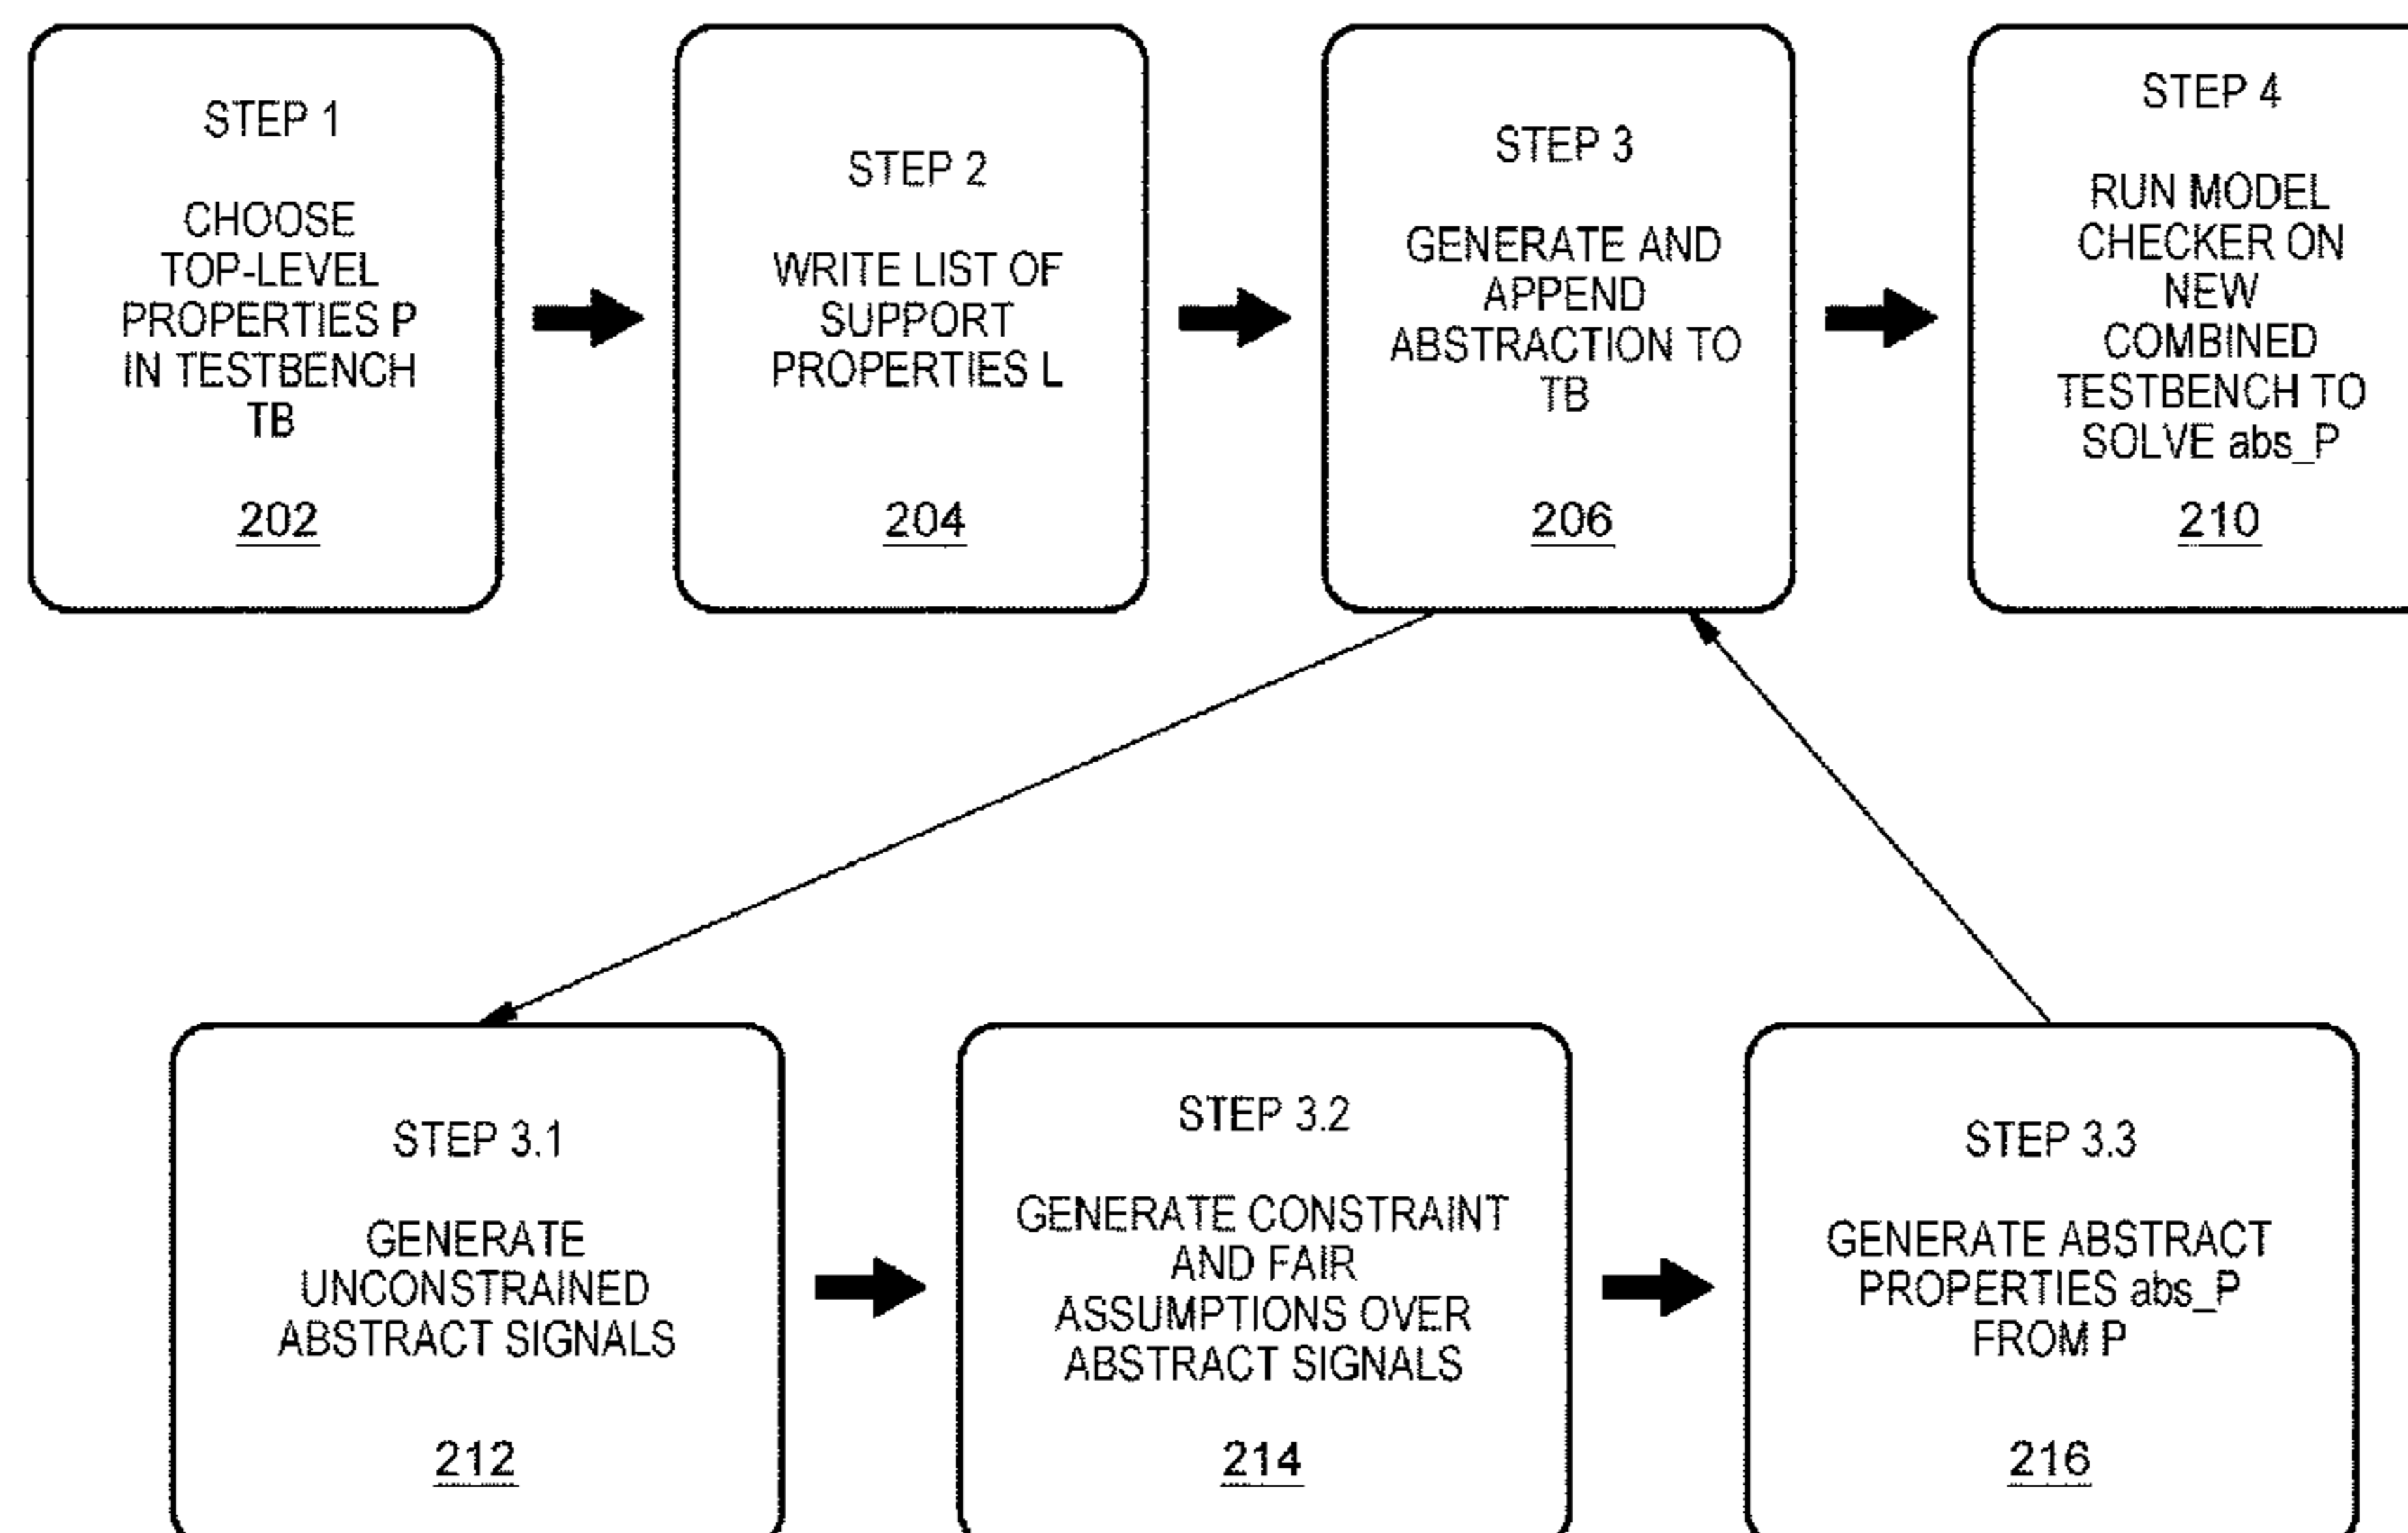 STEP 1
CHOOSE
TOP-LEVEL
PROPERTIES P
IN TESTBENCH
TB
202
STEP 2
WRITE LIST OF
SUPPORT
PROPERTIES L
204
STEP 3
GENERATE AND
APPEND
ABSTRACTION TO
TB
206
STEP 4
RUN MODEL
CHECKER ON
NEW
COMBINED
TESTBENCH TO
SOLVE abs_P
210
STEP 3.1
GENERATE
UNCONSTRAINED
ABSTRACT SIGNALS
212
STEP 3.2
GENERATE CONSTRAINT
AND FAIR
ASSUMPTIONS OVER
ABSTRACT SIGNALS
214
STEP 3.3
GENERATE ABSTRACT
PROPERTIES abs_P
FROM P
216